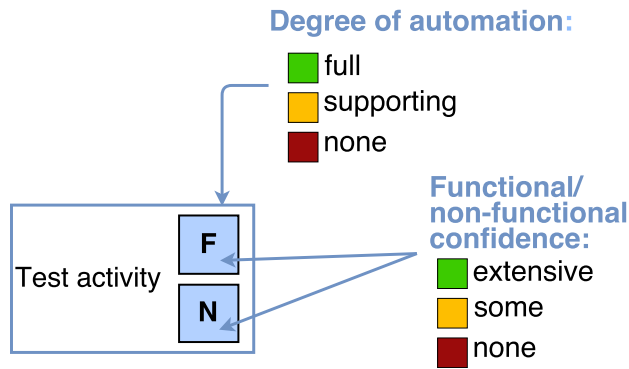 Degree of automation:
full
supporting
none
Functional/
non-functional
confidence:
extensive
some
none
Test activity
F
N